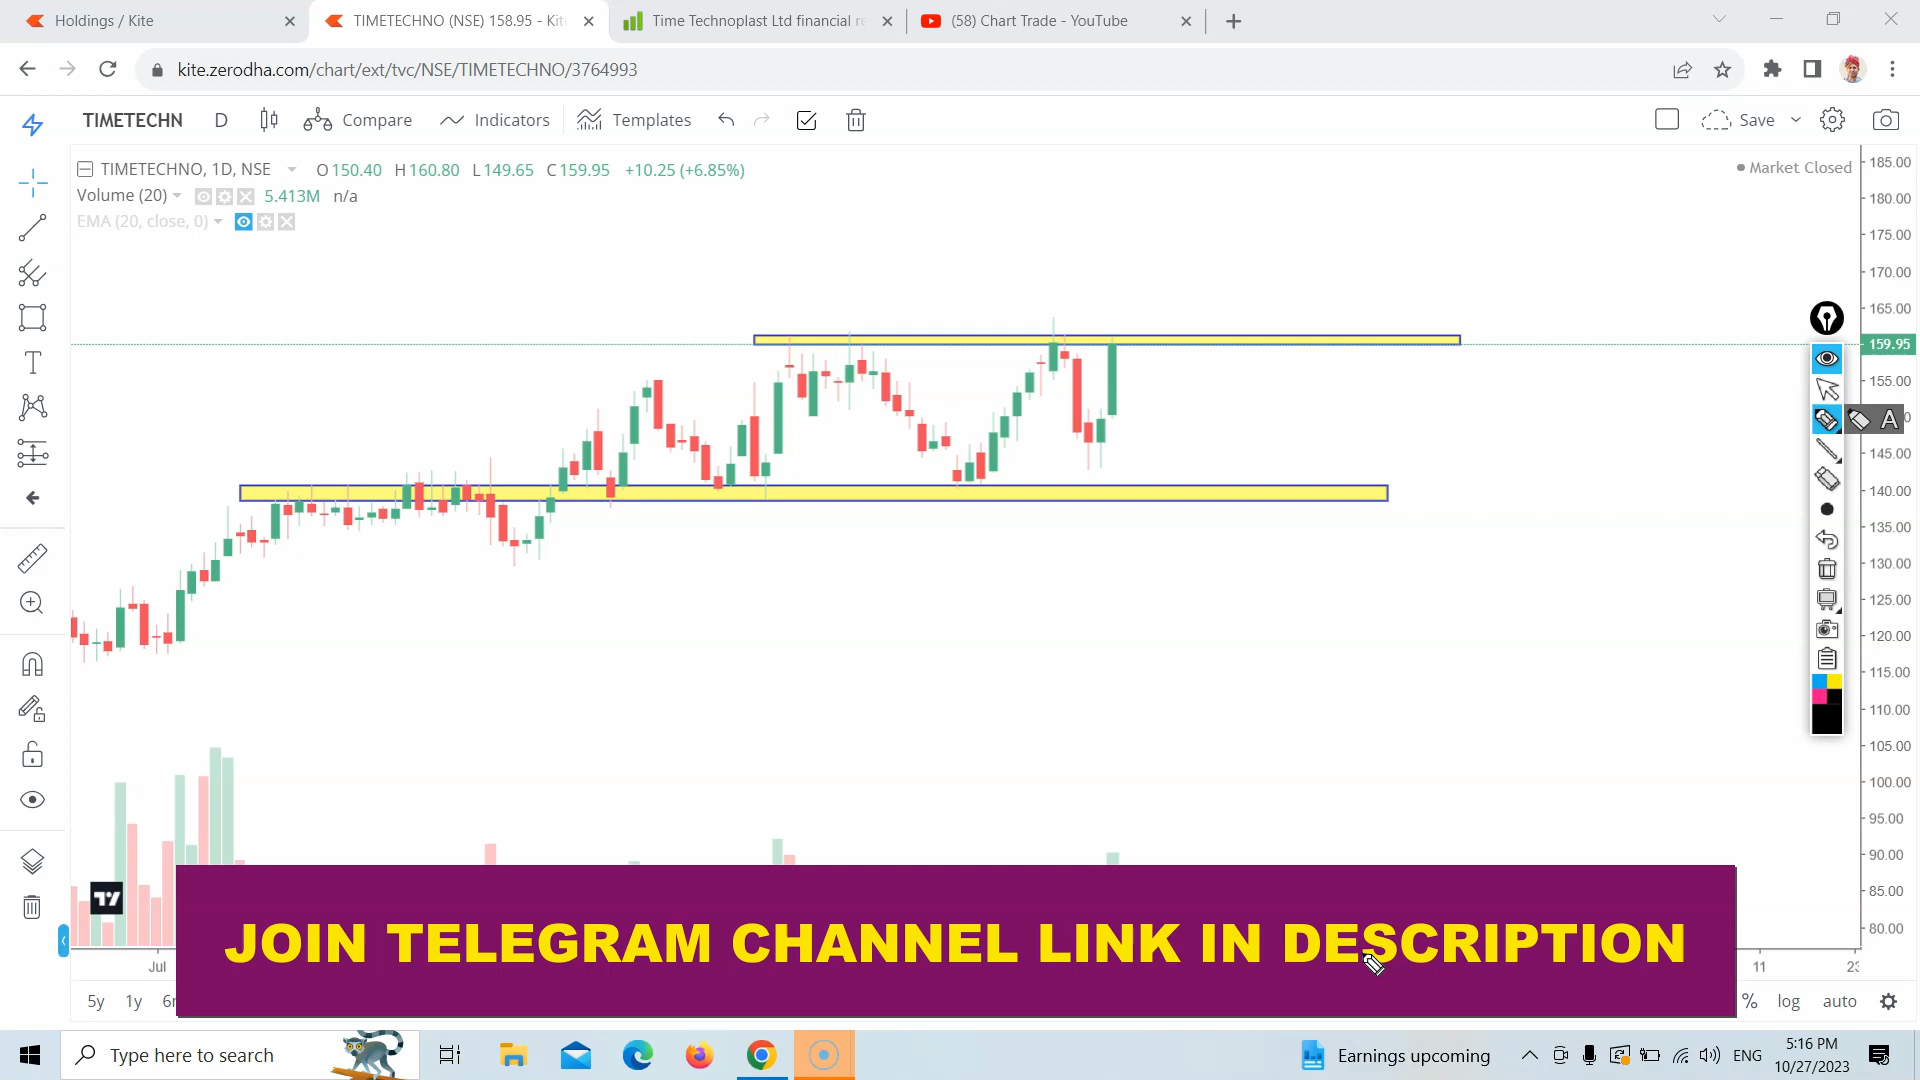 Holdings / Kite
TIMETECHNO (NSE) 158.95 - Kit
Time Technoplast Ltd financial re
(58) Chart Trade - YouTube
kite.zerodha.com/chart/ext/tvc/NSE/TIMETECHNO/3764993
TIMETECHN D Compare Indicators Templates Save
TIMETECHNO, 1D, NSE O150.40 H160.80 L149.65 C159.95 +10.25 (+6.85%)
Market Closed
Volume (20) 5.413M n/a
EMA (20, close, 0)
185.00
180.00
175.00
170.00
165.00
159.95
155.00
145.00
140.00
135.00
130.00
125.00
120.00
115.00
110.00
105.00
100.00
95.00
90.00
85.00
80.00
A
JOIN TELEGRAM CHANNEL LINK IN DESCRIPTION
Jul 11 23
5y 1y % log auto
Type here to search
Earnings upcoming
ENG
5:16 PM
10/27/2023